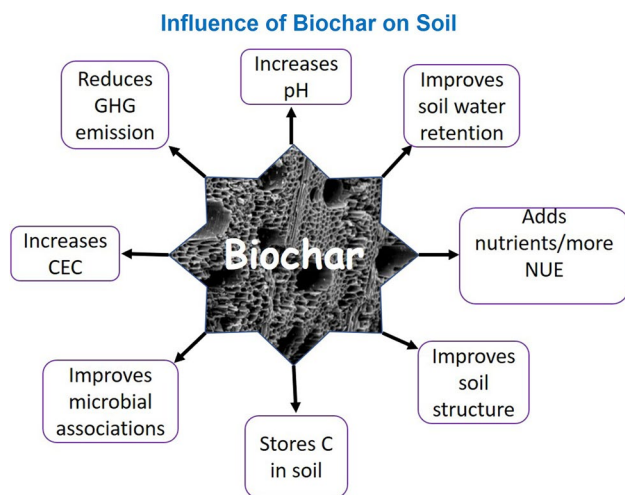 Influence of Biochar on Soil
Reduces
GHG
emission
Increases
pH
Improves
soil water
retention
Increases
CEC
Biochar
Adds
nutrients/more
NUE
Improves
microbial
associations
Stores C
in soil
Improves
soil
structure